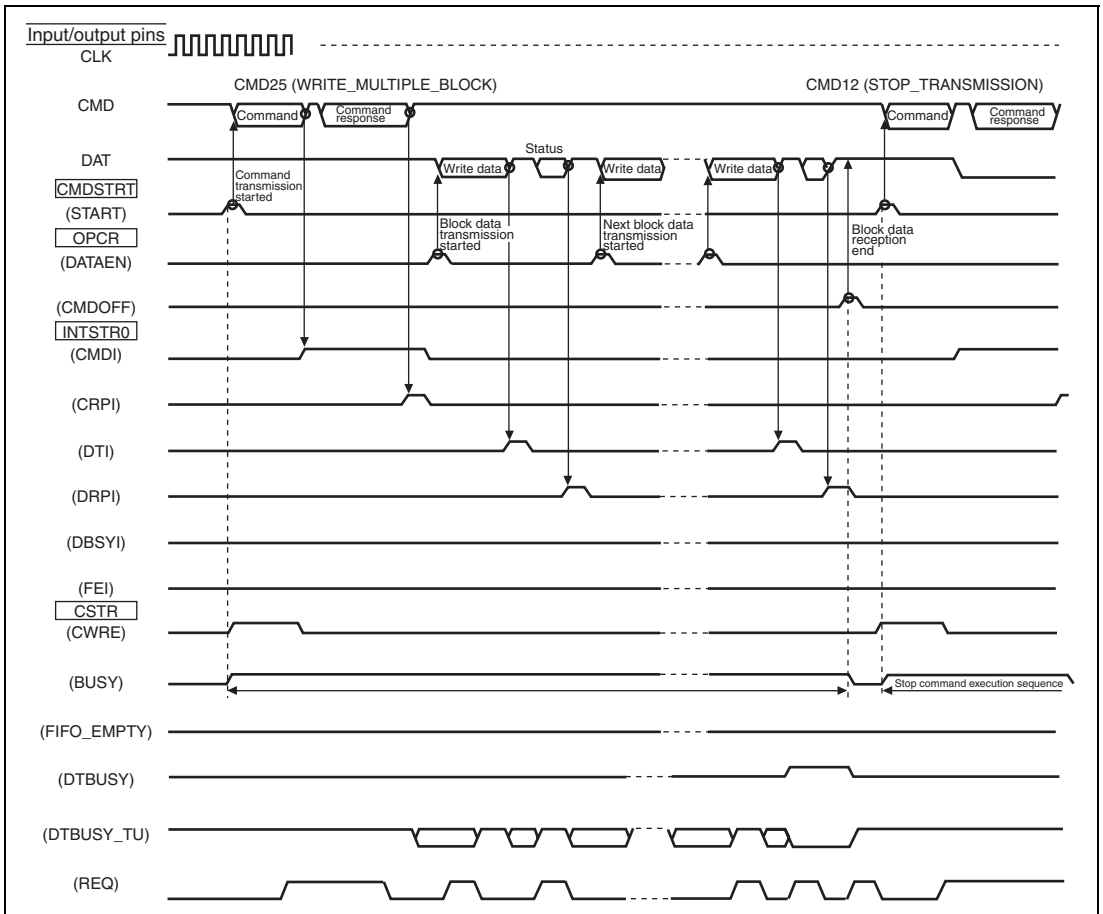 Input/output pins
CLK
CMD25 (WRITE_MULTIPLE_BLOCK)
CMD12 (STOP_TRANSMISSION)
CMD
Command
Command
response
Command
Command
response
Status
DAT
Write data
Write data
Write data
CMDSTRT
(START)
Command
transmission
started
OPCR
(DATAEN)
Block data
transmission
started
Next block data
transmission
started
Block data
reception
end
(CMDOFF)
INTSTR0
(CMDI)
(CRPI)
(DTI)
(DRPI)
(DBSYI)
(FEI)
CSTR
(CWRE)
(BUSY)
Stop command execution sequence
(FIFO_EMPTY)
(DTBUSY)
(DTBUSY_TU)
(REQ)